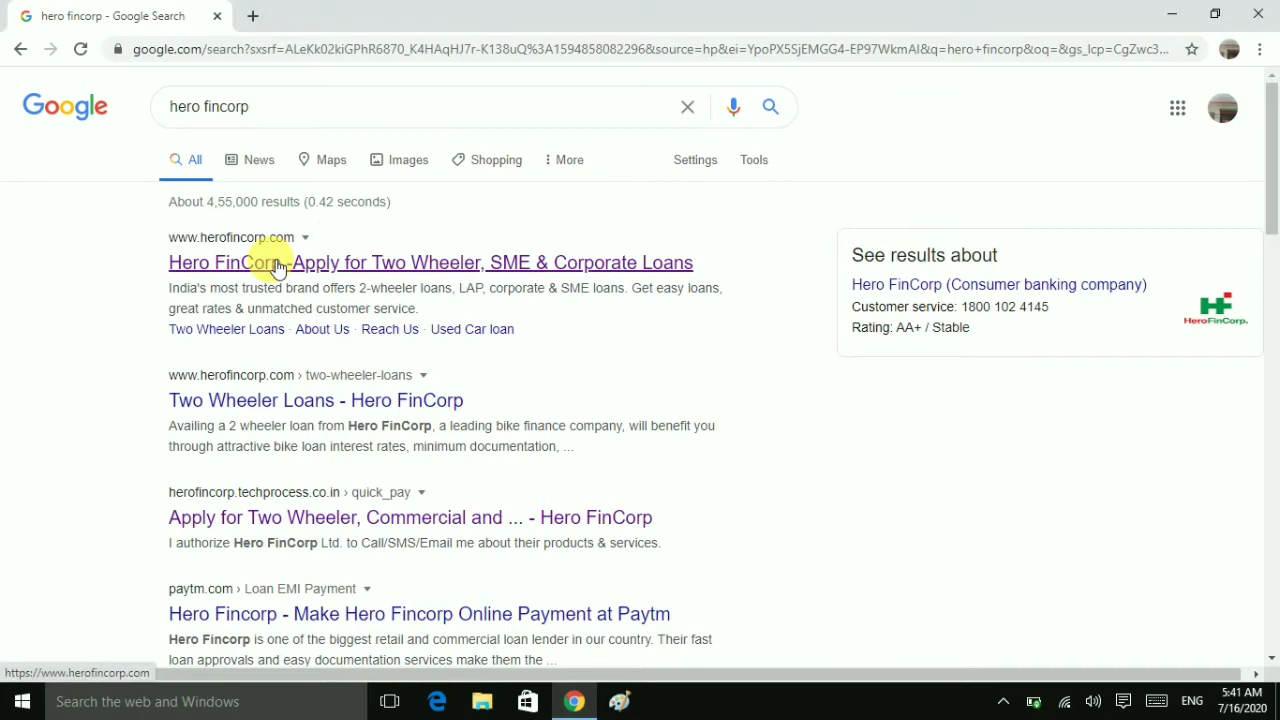 hero fincorp - Google Search
google.com/search?sxsrf=ALeKk02kiGPhR6870_K4HAqHJ7r-K138uQ%3A1594858082296&source=hp&ei=YpoPX5SjEMGG4-EP97WkmAI&q=hero+fincorp&oq=&gs_lcp=CgZwc3...
Google
hero fincorp
All News Maps Images Shopping More Settings Tools
About 4,55,000 results (0.42 seconds)
www.herofincorp.com
Hero FinCorp -Apply for Two Wheeler, SME & Corporate Loans
India's most trusted brand offers 2-wheeler loans, LAP, corporate & SME loans. Get easy loans,
great rates & unmatched customer service.
Two Wheeler Loans · About Us · Reach Us · Used Car loan
www.herofincorp.com › two-wheeler-loans
Two Wheeler Loans - Hero FinCorp
Availing a 2 wheeler loan from Hero FinCorp, a leading bike finance company, will benefit you
through attractive bike loan interest rates, minimum documentation, ...
herofincorp.techprocess.co.in › quick_pay
Apply for Two Wheeler, Commercial and ... - Hero FinCorp
I authorize Hero FinCorp Ltd. to Call/SMS/Email me about their products & services.
paytm.com › Loan EMI Payment
Hero Fincorp - Make Hero Fincorp Online Payment at Paytm
Hero Fincorp is one of the biggest retail and commercial loan lender in our country. Their fast
loan approvals and easy documentation services make them the ...
See results about
Hero FinCorp (Consumer banking company)
Customer service: 1800 102 4145
Rating: AA+ / Stable
HeroFinCorp.
https://www.herofincorp.com
Search the web and Windows
ENG
5:41 AM
7/16/2020